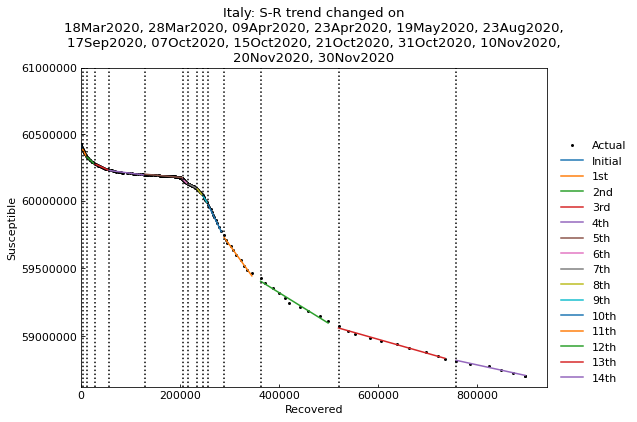 Italy: S-R trend changed on
18Mar2020, 28Mar2020, 09Apr2020, 23Apr2020, 19May2020, 23Aug2020,
17Sep2020, 07Oct2020, 15Oct2020, 21Oct2020, 31Oct2020, 10Nov2020,
20Nov2020, 30Nov2020
61000000
60500000
60000000
59500000
59000000
Susceptible
0
200000
400000
600000
800000
Recovered
Actual
Initial
1st
2nd
3rd
4th
5th
6th
7th
8th
9th
10th
11th
12th
13th
14th